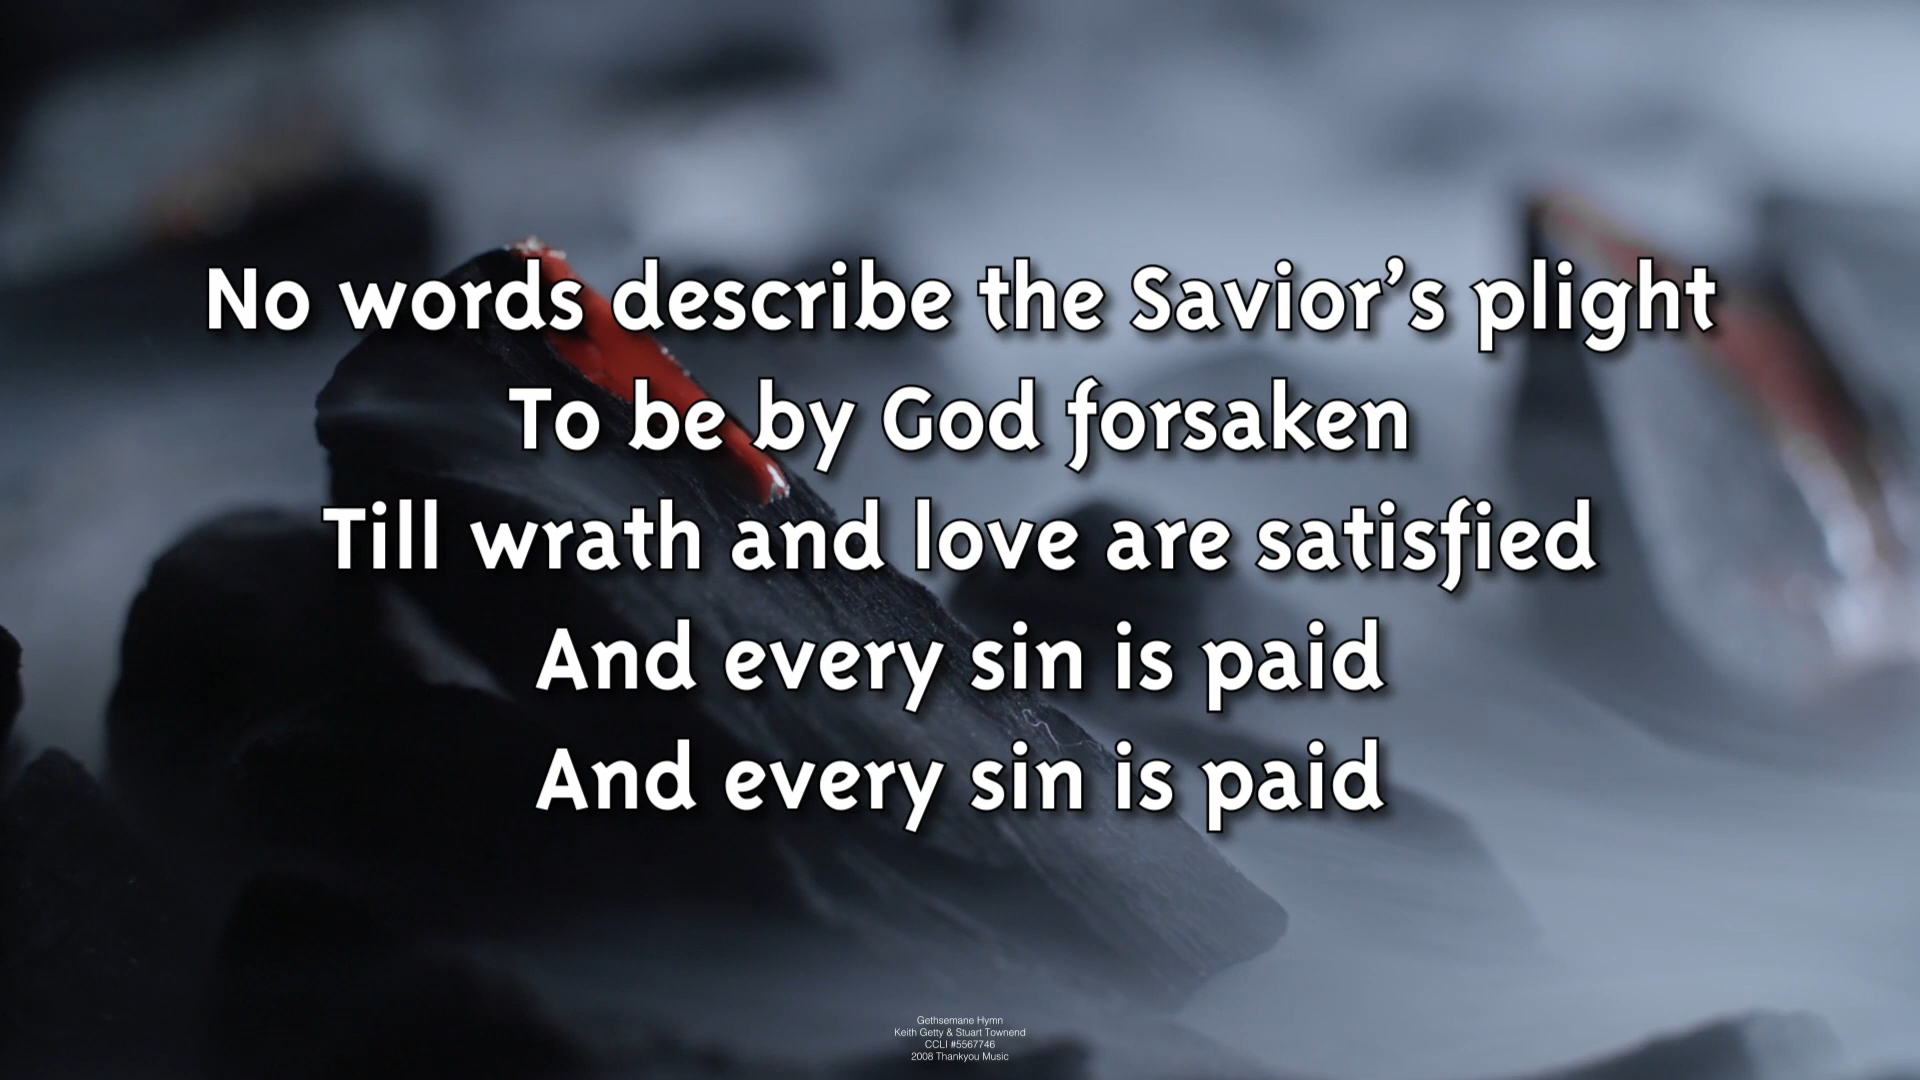 No words describe the Savior’s plight
To be by God forsaken
Till wrath and love are satisfied
And every sin is paid
And every sin is paid
Gethsemane Hymn
Keith Getty & Stuart Townend
CCLI #5567746
2008 Thankyou Music